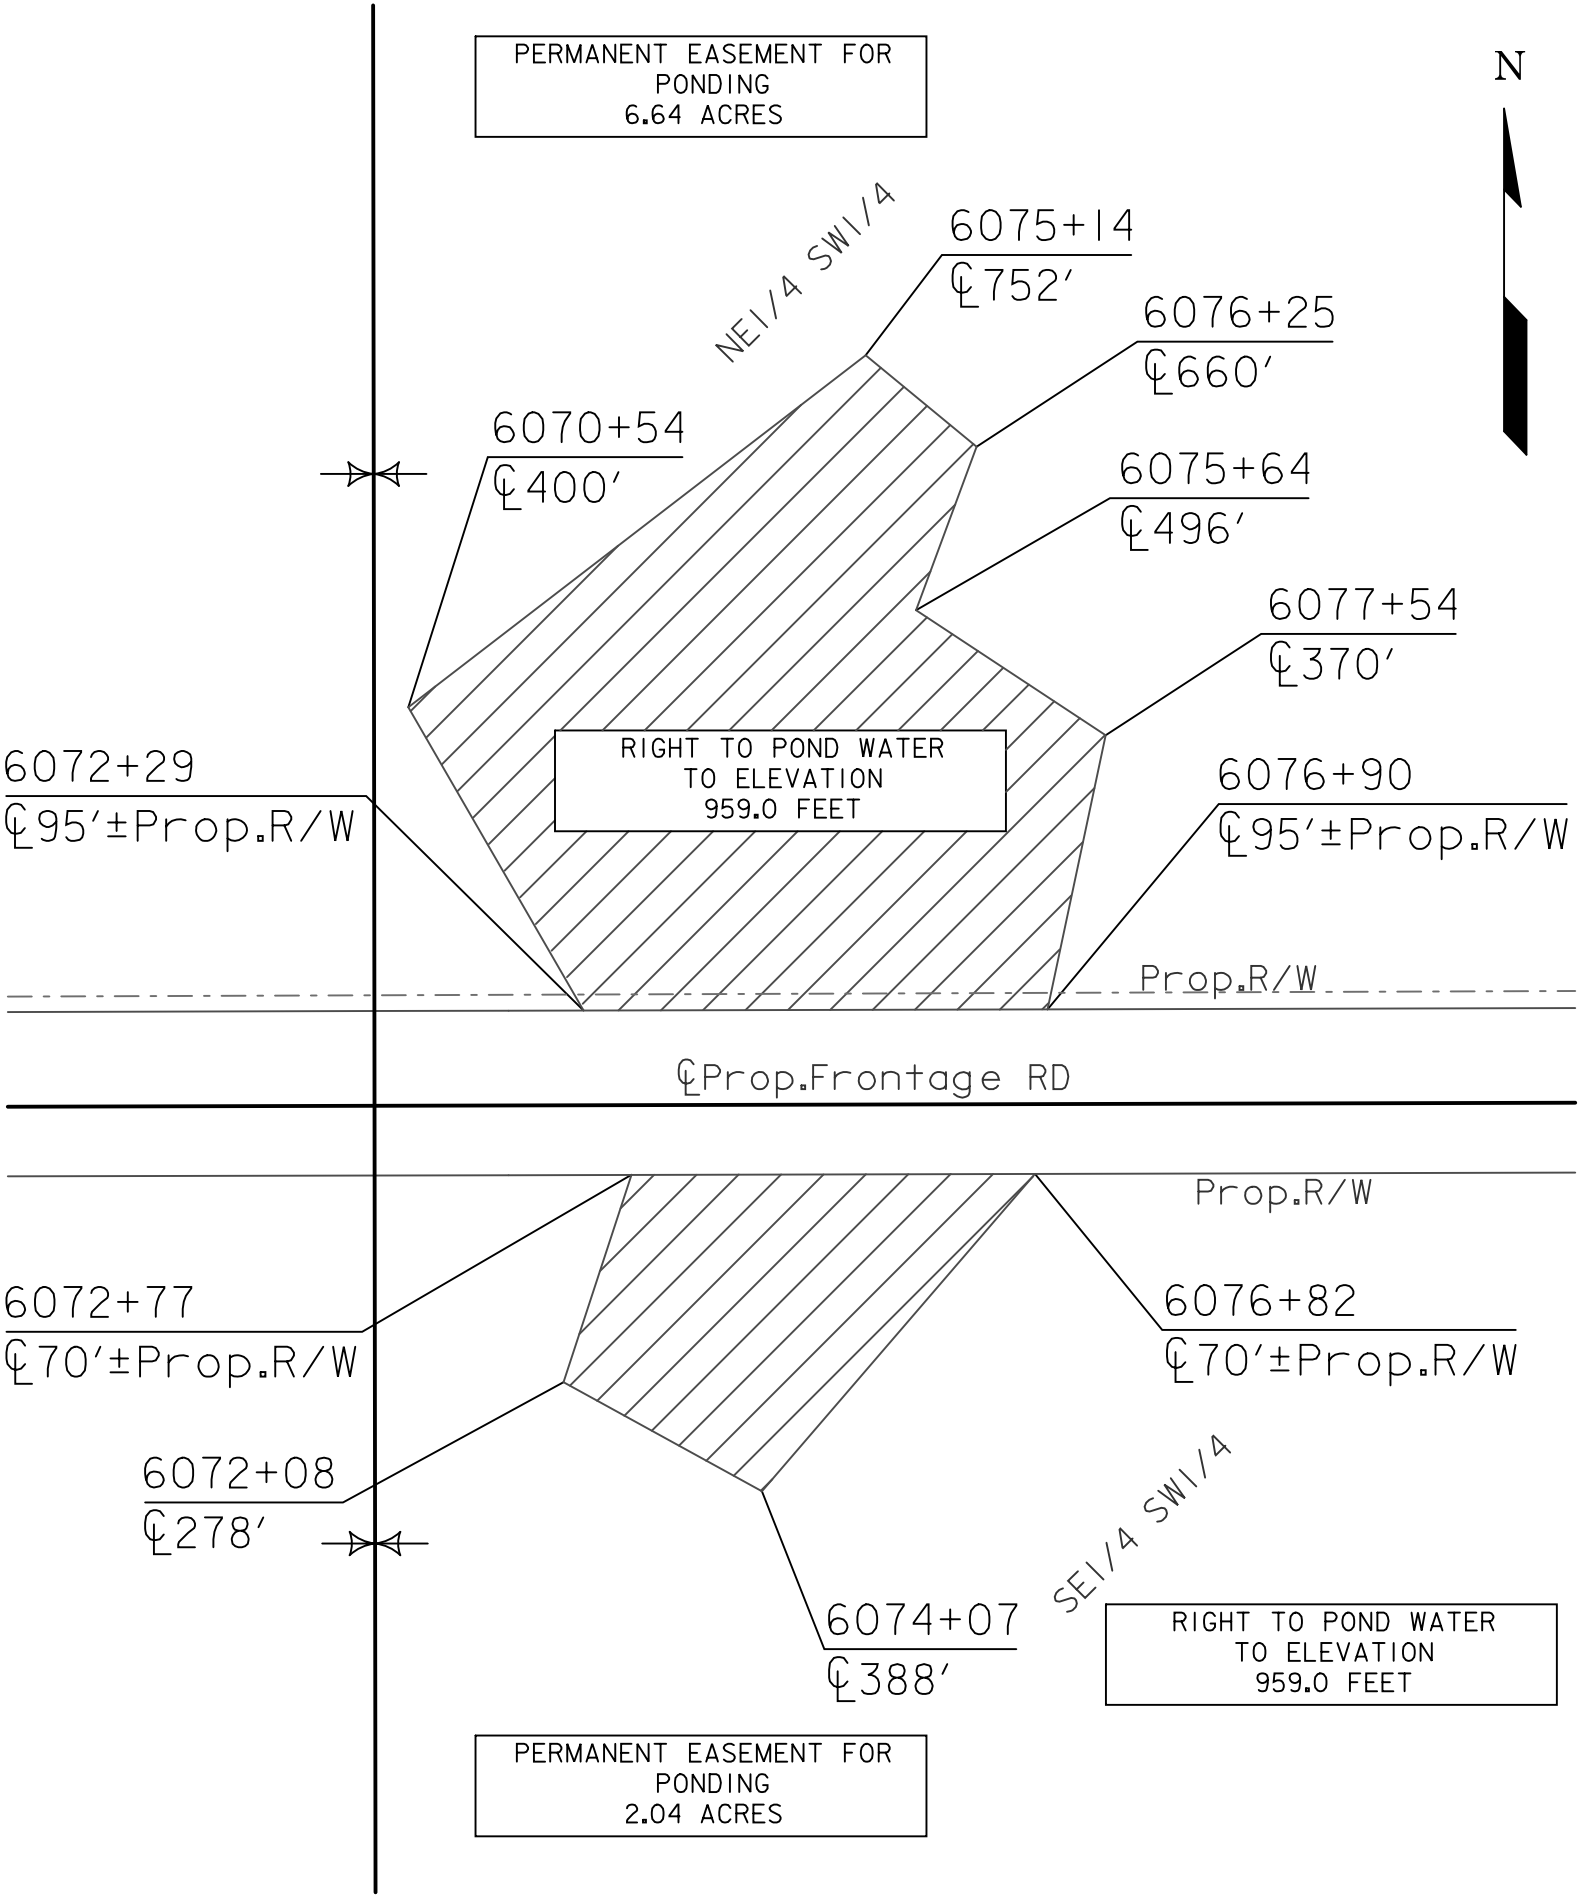 PERMANENT EASEMENT FOR
PONDING
6.64 ACRES
N
NE1/4 SW1/4
6075+14
℄752'
6076+25
℄660'
6070+54
℄400'
6075+64
℄496'
6077+54
℄370'
RIGHT TO POND WATER
TO ELEVATION
959.0 FEET
6072+29
℄95'±Prop.R/W
6076+90
℄95'±Prop.R/W
Prop.R/W
℄Prop.Frontage RD
Prop.R/W
6072+77
℄70'±Prop.R/W
6076+82
℄70'±Prop.R/W
6072+08
℄278'
SE1/4 SW1/4
6074+07
℄388'
RIGHT TO POND WATER
TO ELEVATION
959.0 FEET
PERMANENT EASEMENT FOR
PONDING
2.04 ACRES